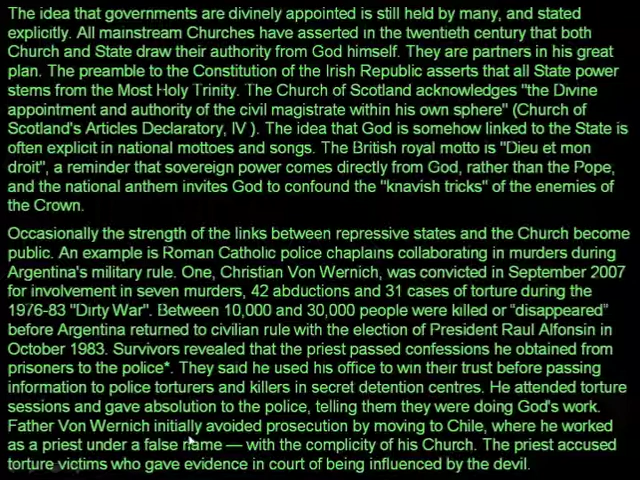 The idea that governments are divinely appointed is still held by many, and stated
explicitly. All mainstream Churches have asserted in the twentieth century that both
Church and State draw their authority from God himself. They are partners in his great
plan. The preamble to the Constitution of the Irish Republic asserts that all State power
stems from the Most Holy Trinity. The Church of Scotland acknowledges "the Divine
appointment and authority of the civil magistrate within his own sphere" (Church of
Scotland's Articles Declaratory, IV ). The idea that God is somehow linked to the State is
often explicit in national mottoes and songs. The British royal motto is "Dieu et mon
droit", a reminder that sovereign power comes directly from God, rather than the Pope,
and the national anthem invites God to confound the "knavish tricks" of the enemies of
the Crown.
Occasionally the strength of the links between repressive states and the Church become
public. An example is Roman Catholic police chaplains collaborating in murders during
Argentina's military rule. One, Christian Von Wernich, was convicted in September 2007
for involvement in seven murders, 42 abductions and 31 cases of torture during the
1976-83 "Dirty War". Between 10,000 and 30,000 people were killed or “disappeared”
before Argentina returned to civilian rule with the election of President Raul Alfonsin in
October 1983. Survivors revealed that the priest passed confessions he obtained from
prisoners to the police*. They said he used his office to win their trust before passing
information to police torturers and killers in secret detention centres. He attended torture
sessions and gave absolution to the police, telling them they were doing God's work.
Father Von Wernich initially avoided prosecution by moving to Chile, where he worked
as a priest under a false name — with the complicity of his Church. The priest accused
torture victims who gave evidence in court of being influenced by the devil.